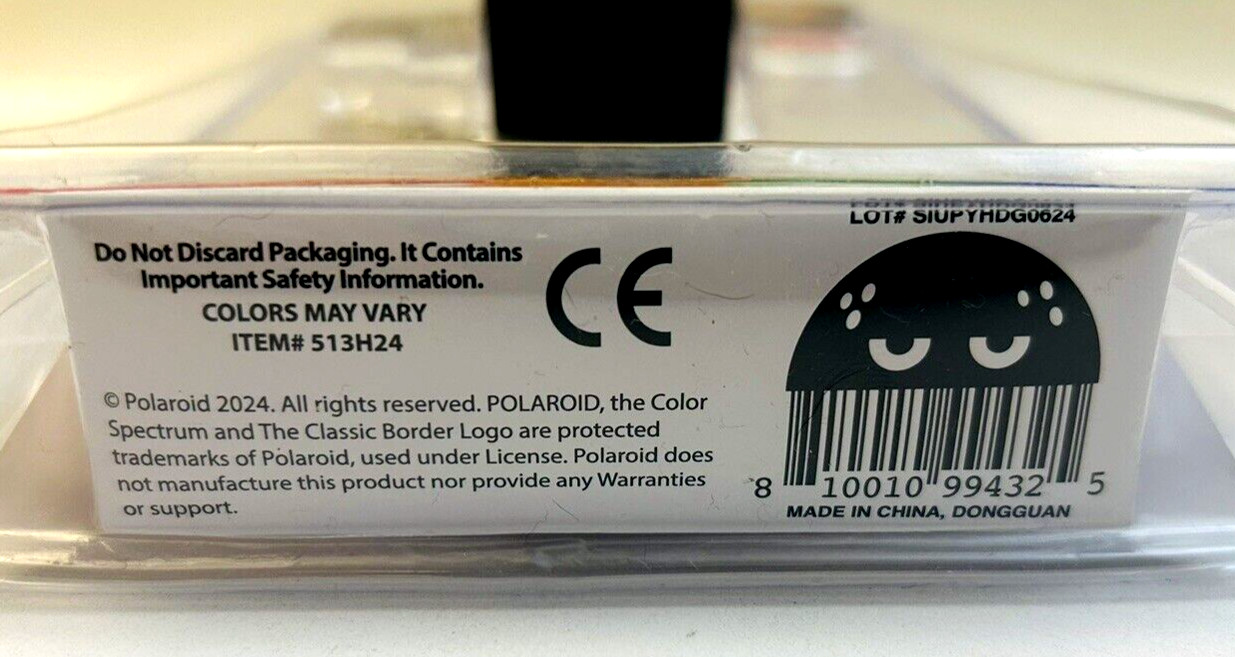 Do Not Discard Packaging. It Contains
Important Safety Information.
COLORS MAY VARY
ITEM# 513H24
CE
© Polaroid 2024. All rights reserved. POLAROID, the Color
Spectrum and The Classic Border Logo are protected
trademarks of Polaroid, used under License. Polaroid does
not manufacture this product nor provide any Warranties
or support.
LOT# SIUPYHDG0624
8 10010 99432 5
MADE IN CHINA, DONGGUAN